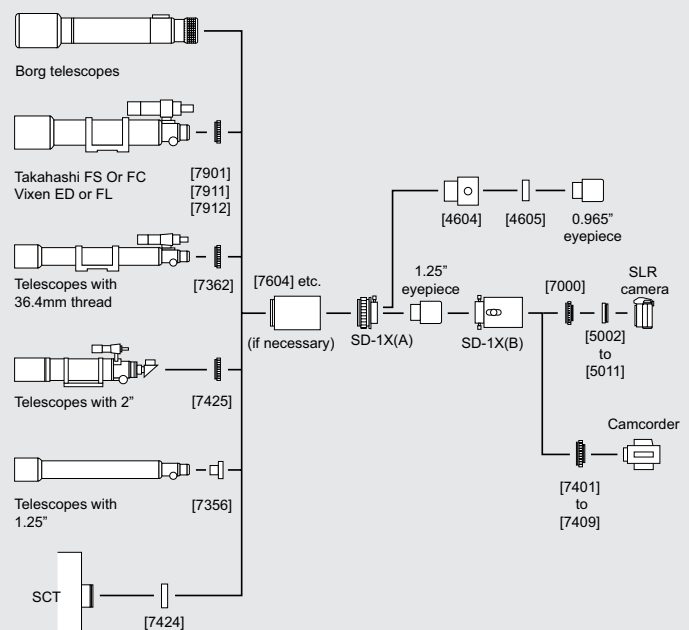 Borg telescopes
Takahashi FS Or FC
Vixen ED or FL
[7901]
[7911]
[7912]
Telescopes with
36.4mm thread
[7362]
Telescopes with 2”
[7425]
Telescopes with
1.25”
[7356]
SCT
[7424]
[7604] etc.
(if necessary)
SD-1X(A)
[4604]
[4605]
0.965”
eyepiece
1.25”
eyepiece
SD-1X(B)
[7000]
[5002]
to
[5011]
SLR
camera
Camcorder
[7401]
to
[7409]